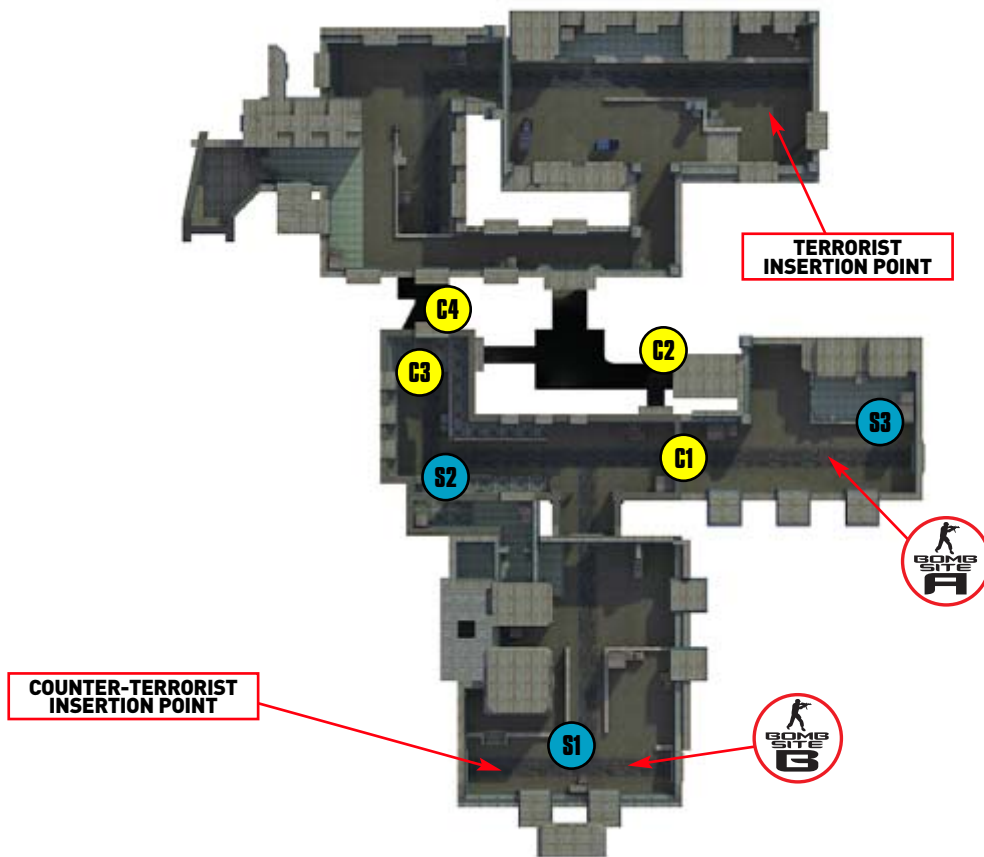 TERRORIST
INSERTION POINT
C4
C2
C3
S3
C1
S2
BOMB
SITE
A
COUNTER-TERRORIST
INSERTION POINT
S1
BOMB
SITE
B